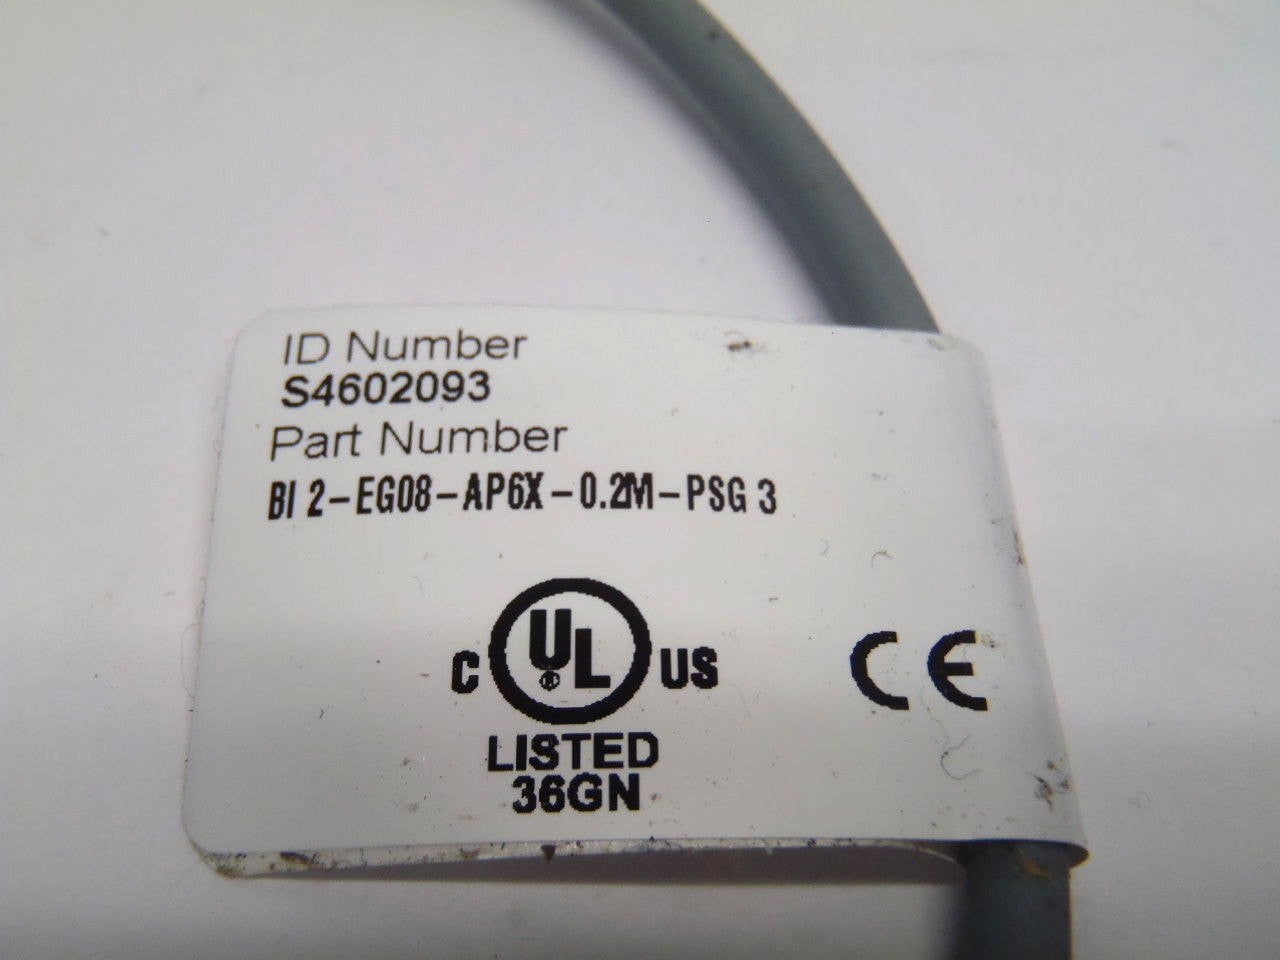 ID Number
S4602093
Part Number
BI 2-EG08-AP6X-0.2M-PSG 3
C UL US
CE
LISTED
36GN